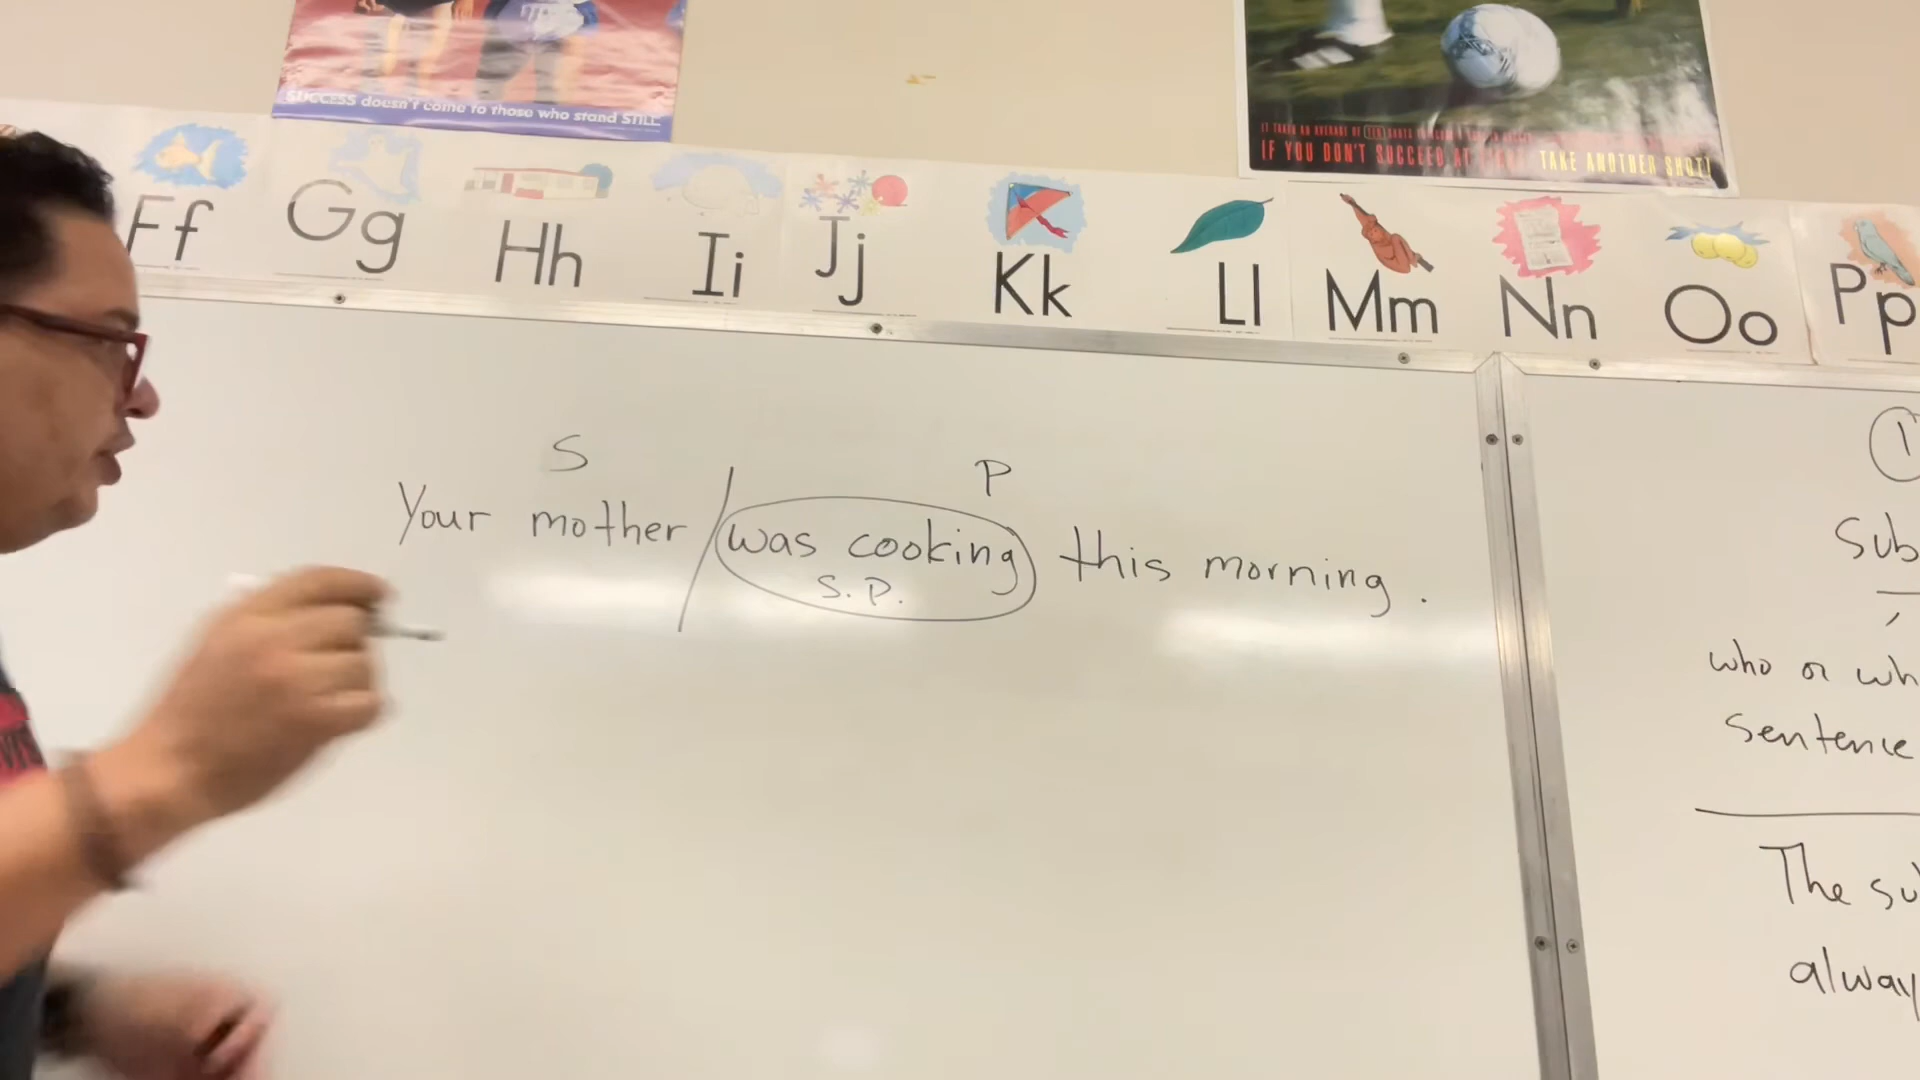 SUCCESS doesn't come to those who stand STILL
IF YOU DON'T SUCCEED AT FIRST TAKE ANOTHER SHOT!
Ff Gg Hh Ii Jj Kk Ll Mm Nn Oo Pp
S P
Your mother / was cooking this morning.
S.P.
1
Sub
who or wh
sentence
The su
alway